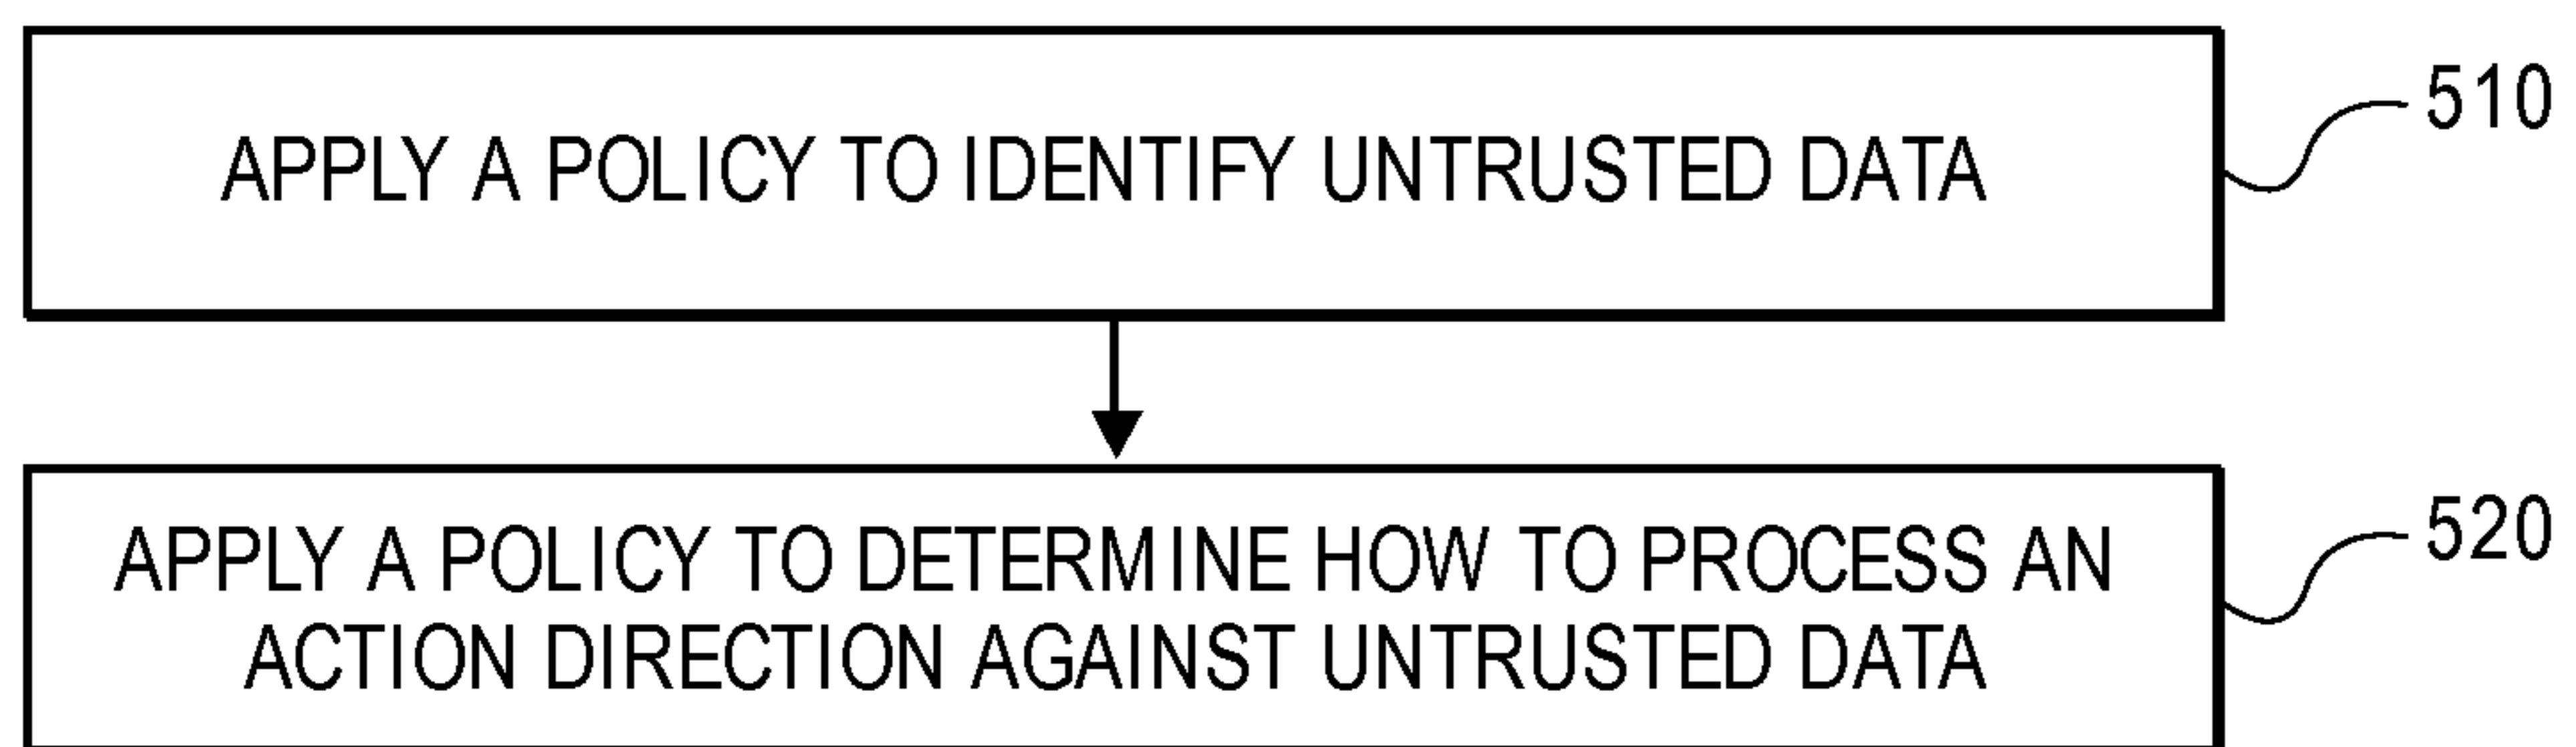 APPLY A POLICY TO IDENTIFY UNTRUSTED DATA
510
APPLY A POLICY TO DETERMINE HOW TO PROCESS AN
ACTION DIRECTION AGAINST UNTRUSTED DATA
520